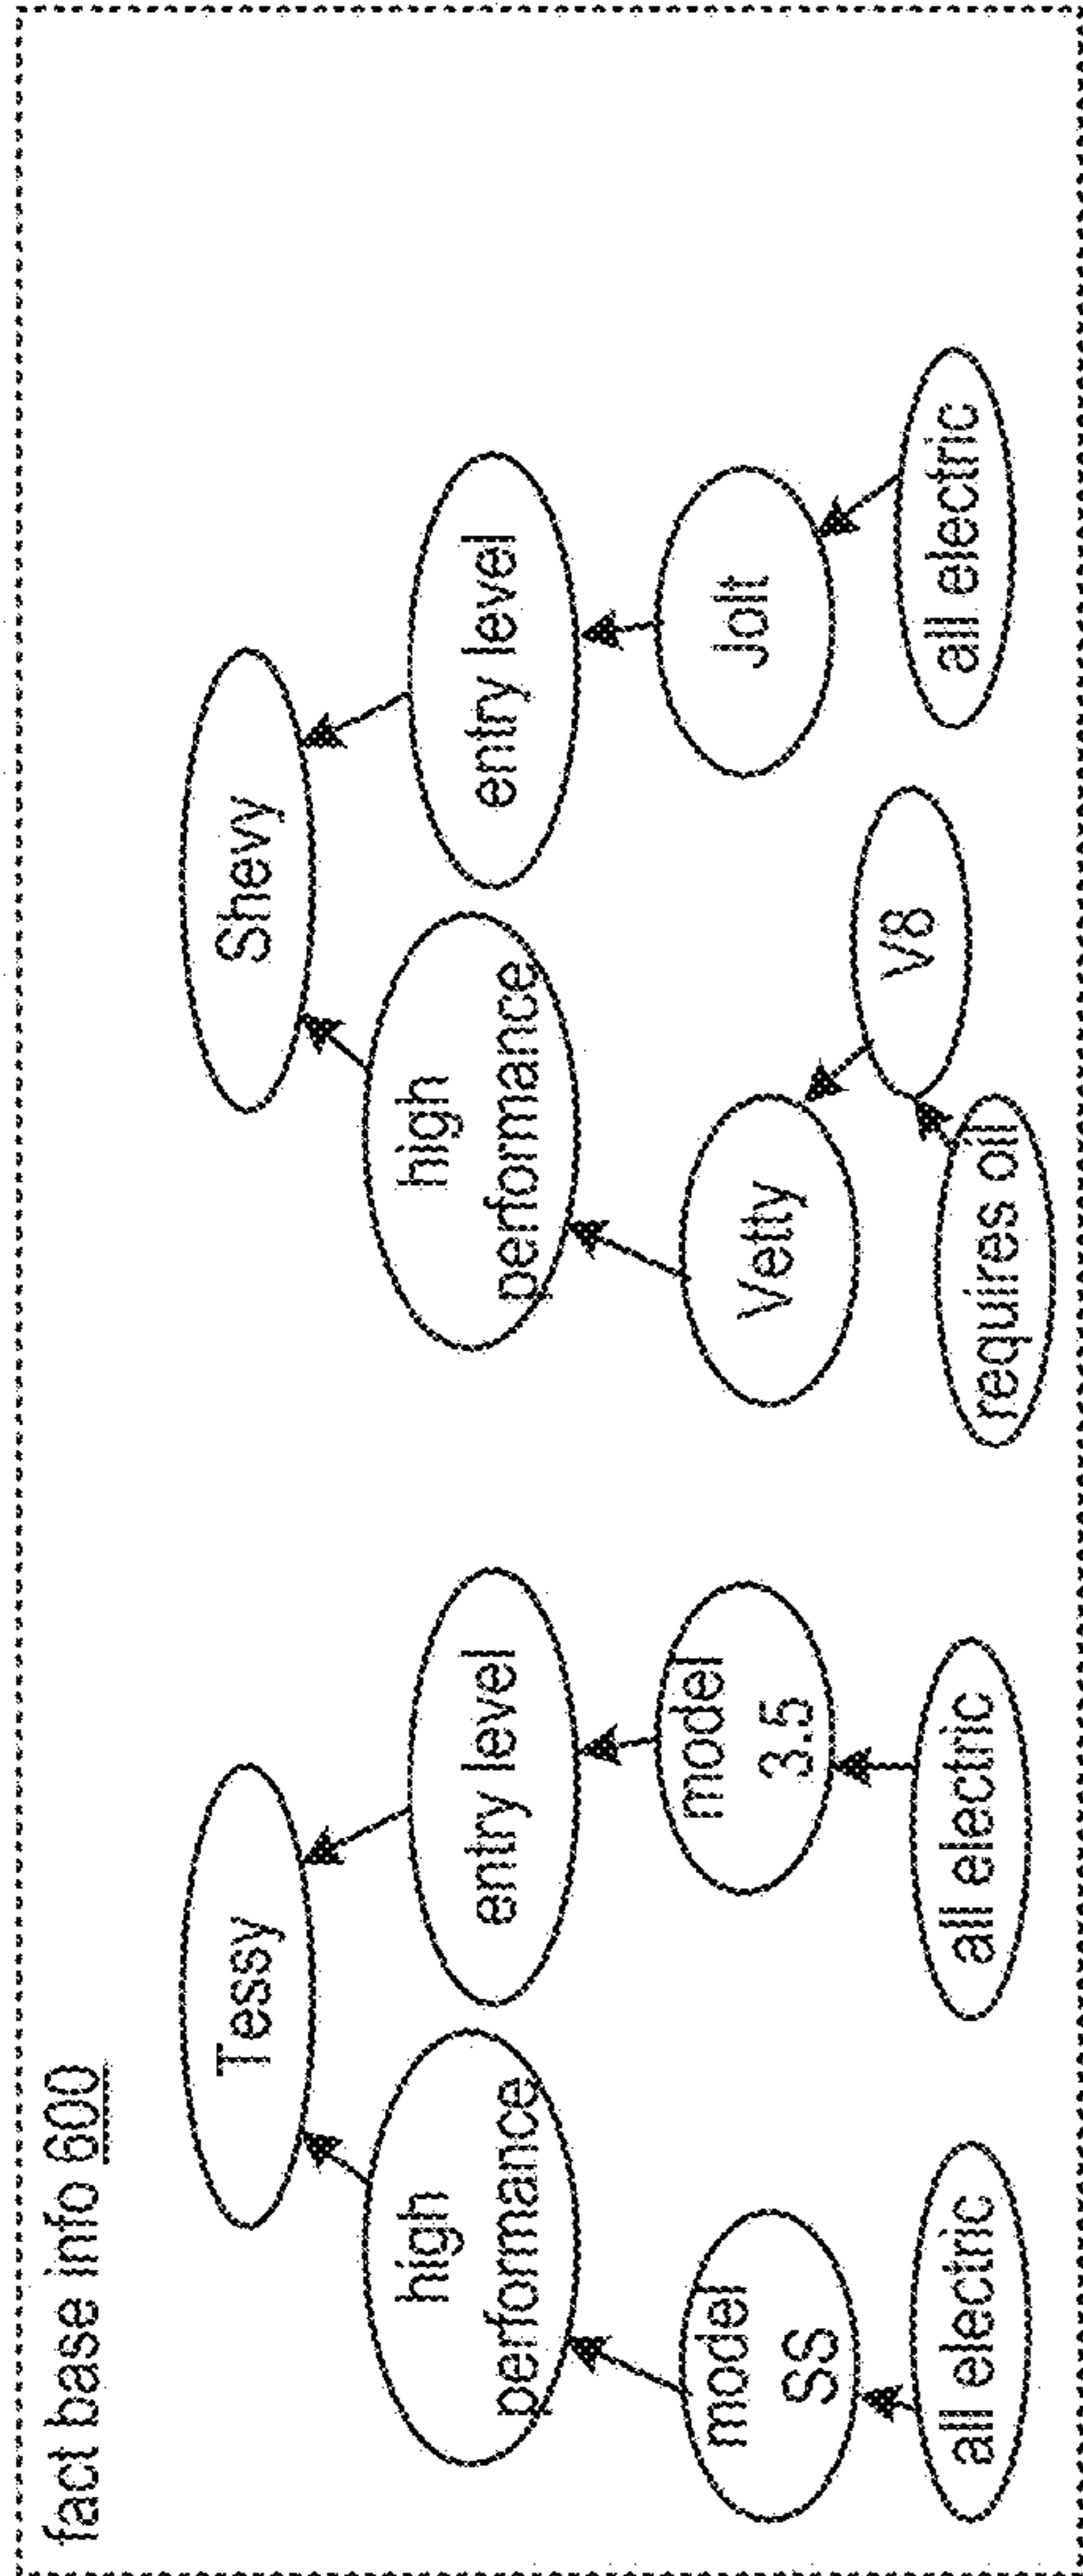 fact base info 600
Tessy
high
performance
entry level
model
SS
model
3.5
all electric
all electric
Shevy
high
performance
entry level
Vetty
Jolt
V8
requires oil
all electric